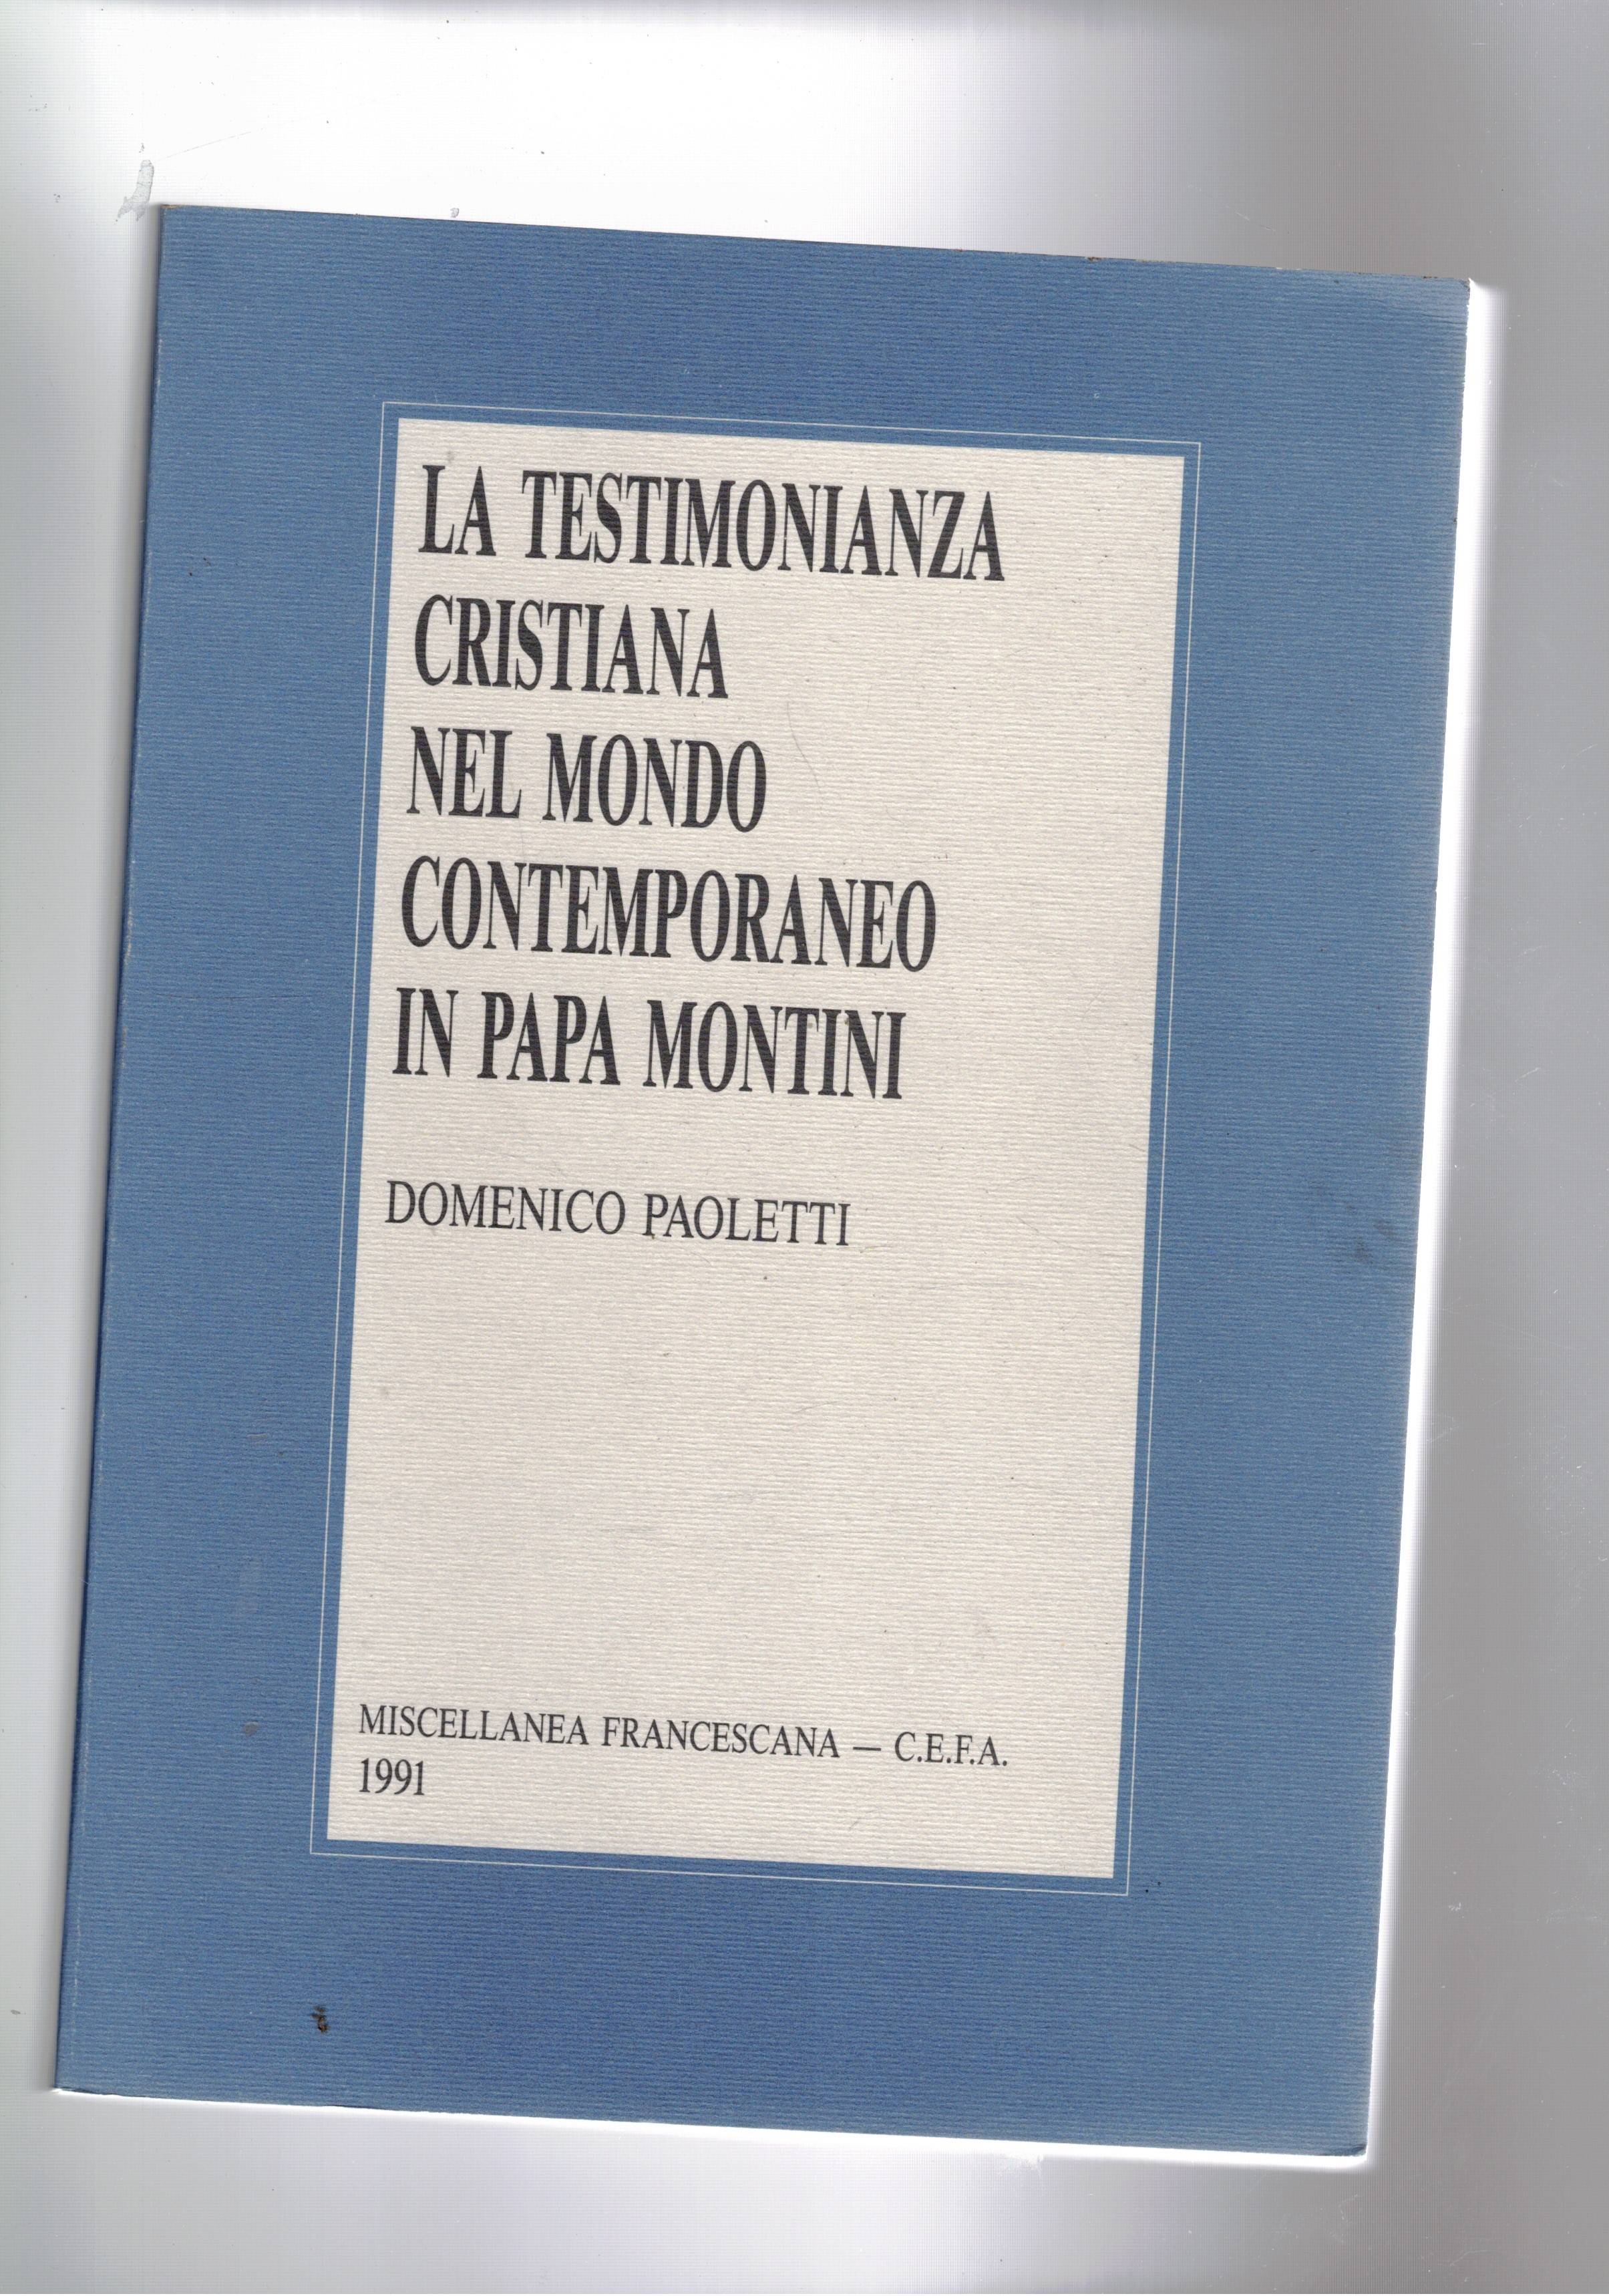 LA TESTIMONIANZA
CRISTIANA
NEL MONDO
CONTEMPORANEO
IN PAPA MONTINI
DOMENICO PAOLETTI
MISCELLANEA FRANCESCANA — C.E.F.A.
1991